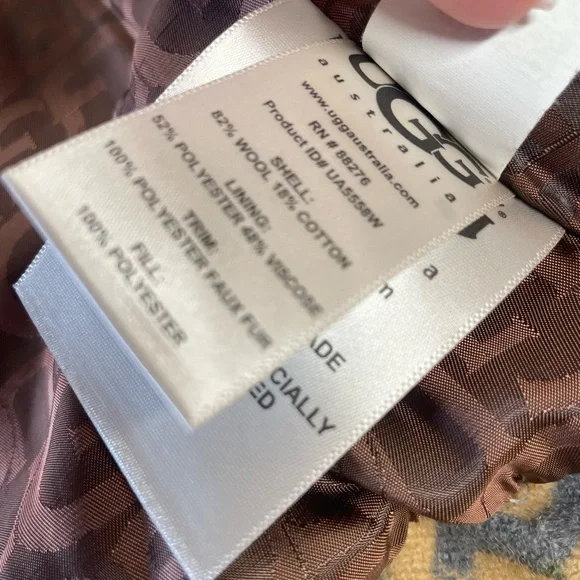 UGG®
australia
www.uggaustralia.com
RN # 88276
Product ID# UA5558W
SHELL:
82% WOOL 18% COTTON
LINING:
52% POLYESTER 48% VISCOSE
TRIM:
100% POLYESTER FAUX FUR
FILL:
100% POLYESTER
1
a
m
ADE
CIALLY
ED